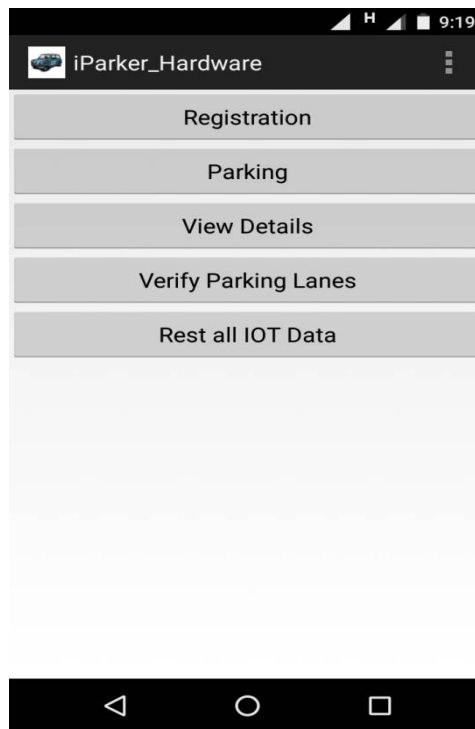 H 9:19
iParker_Hardware
Registration
Parking
View Details
Verify Parking Lanes
Rest all IOT Data